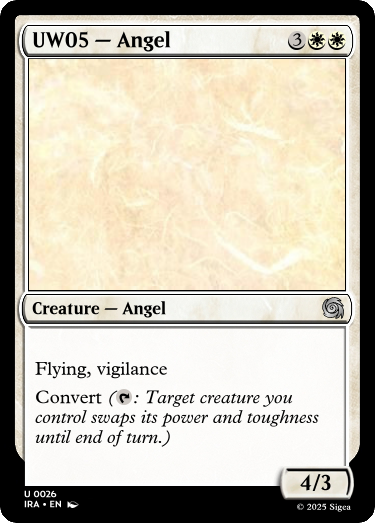 UW05 — Angel 3
Creature — Angel
Flying, vigilance
Convert (: Target creature you
control swaps its power and toughness
until end of turn.)
4/3
U 0026
IRA • EN
© 2025 Sigea